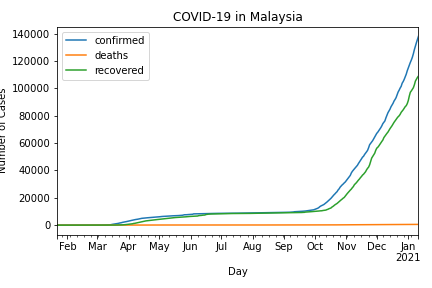 COVID-19 in Malaysia
140000
120000
100000
80000
60000
40000
20000
0
Number of Cases
confirmed
deaths
recovered
Feb Mar Apr May Jun Jul Aug Sep Oct Nov Dec Jan
2021
Day